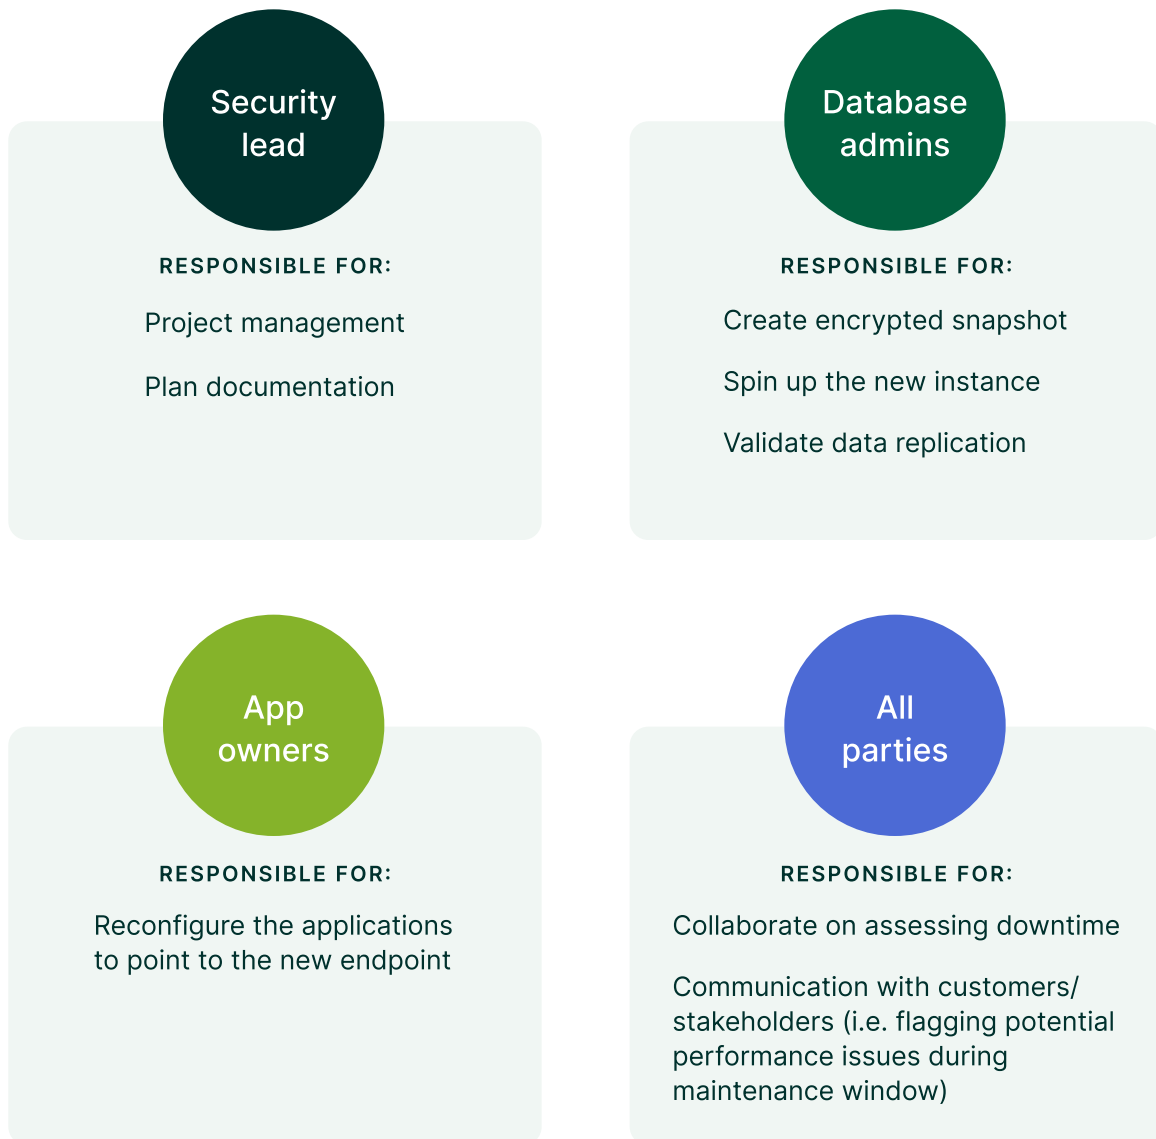 Security
lead
RESPONSIBLE FOR:
Project management
Plan documentation
Database
admins
RESPONSIBLE FOR:
Create encrypted snapshot
Spin up the new instance
Validate data replication
App
owners
RESPONSIBLE FOR:
Reconfigure the applications
to point to the new endpoint
All
parties
RESPONSIBLE FOR:
Collaborate on assessing downtime
Communication with customers/
stakeholders (i.e. flagging potential
performance issues during
maintenance window)